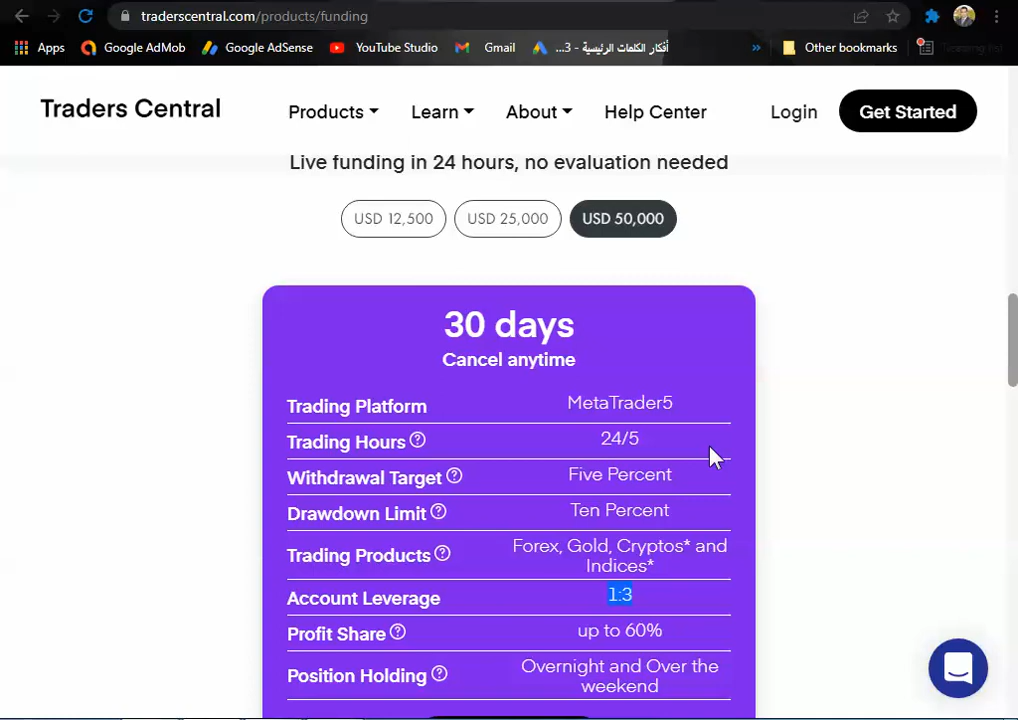 traderscentral.com/products/funding
Apps Google AdMob Google AdSense YouTube Studio Gmail أفكار الكلمات الرئيسية - 3... » Other bookmarks Reading list
Traders Central Products Learn About Help Center Login Get Started
Live funding in 24 hours, no evaluation needed
USD 12,500 USD 25,000 USD 50,000
30 days
Cancel anytime
Trading Platform MetaTrader5
Trading Hours ? 24/5
Withdrawal Target ? Five Percent
Drawdown Limit ? Ten Percent
Trading Products ? Forex, Gold, Cryptos* and
Indices*
Account Leverage 1:3
Profit Share ? up to 60%
Position Holding ? Overnight and Over the
weekend